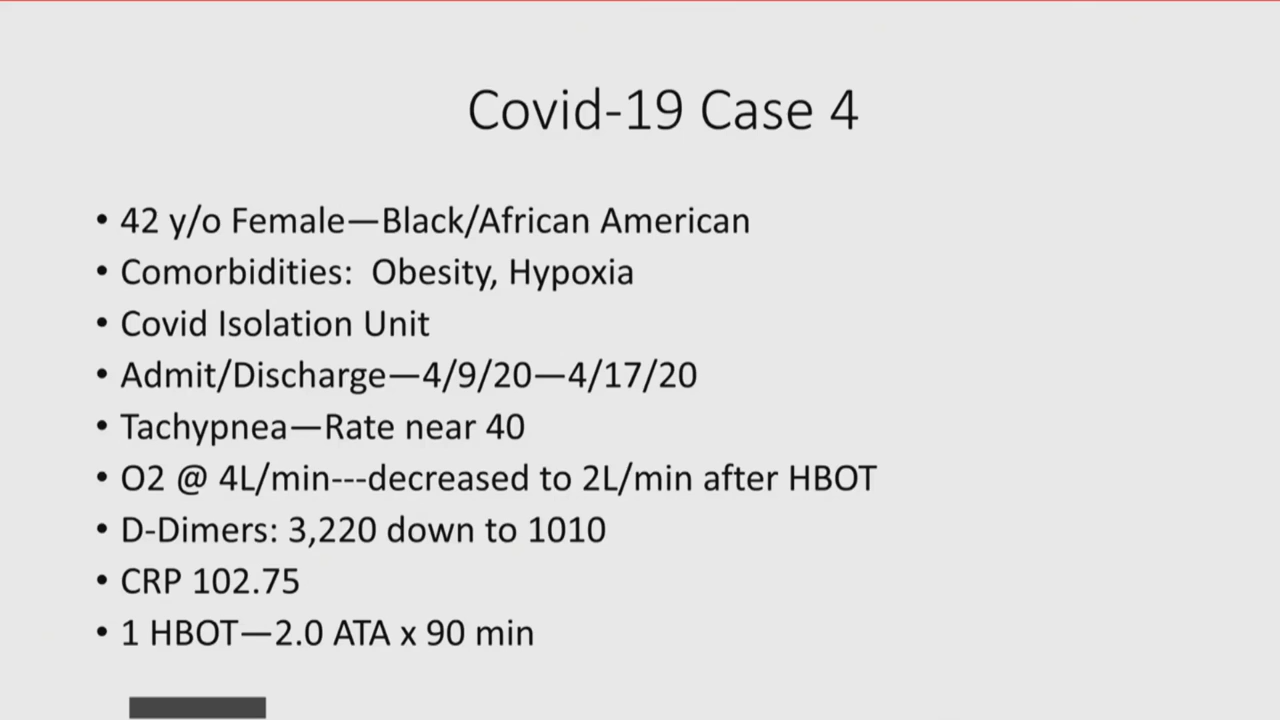 Covid-19 Case 4
• 42 y/o Female—Black/African American
• Comorbidities:  Obesity, Hypoxia
• Covid Isolation Unit
• Admit/Discharge—4/9/20—4/17/20
• Tachypnea—Rate near 40
• O2 @ 4L/min---decreased to 2L/min after HBOT
• D-Dimers: 3,220 down to 1010
• CRP 102.75
• 1 HBOT—2.0 ATA x 90 min